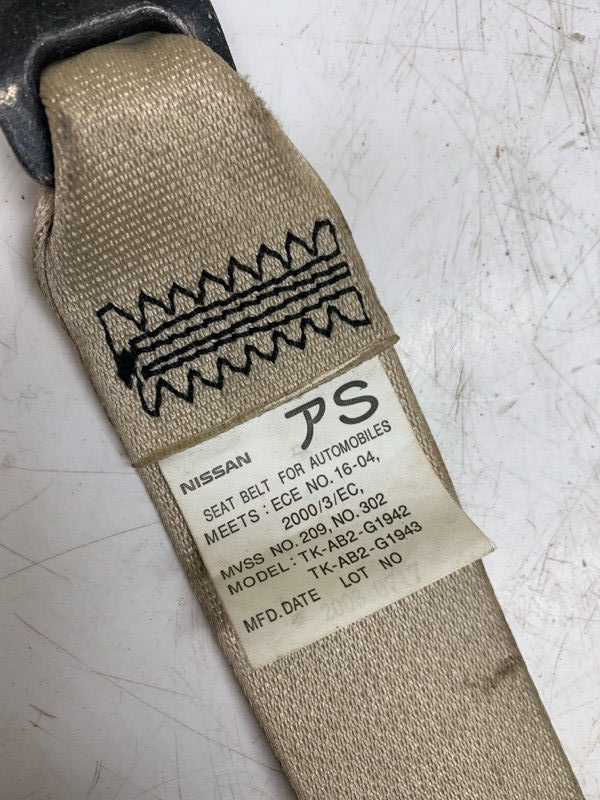 PS
NISSAN
SEAT BELT FOR AUTOMOBILES
MEETS : ECE NO. 16-04,
2000/3/EC,
MVSS NO. 209, NO. 302
MODEL: TK-AB2-G1942
TK-AB2-G1943
MFD. DATE LOT NO